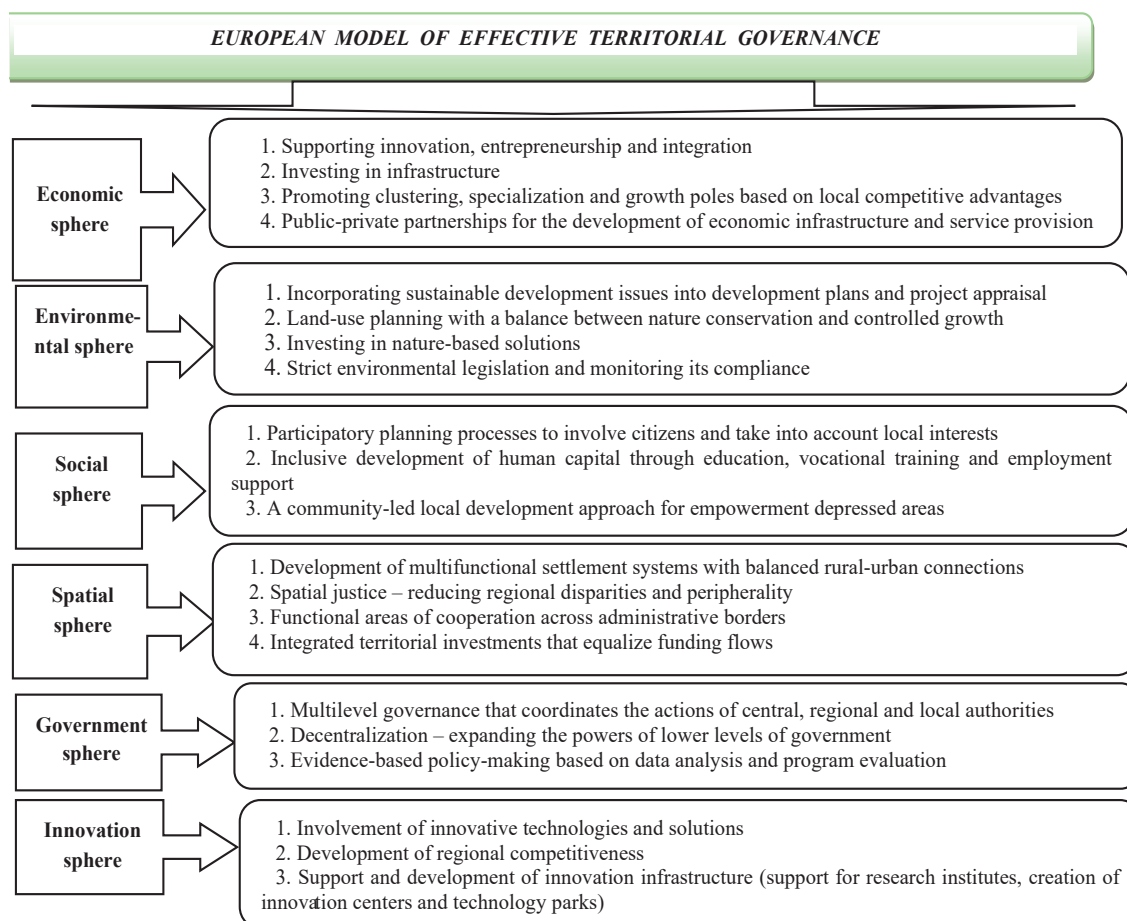 EUROPEAN MODEL OF EFFECTIVE TERRITORIAL GOVERNANCE
Economic
sphere
1. Supporting innovation, entrepreneurship and integration
2. Investing in infrastructure
3. Promoting clustering, specialization and growth poles based on local competitive advantages
4. Public-private partnerships for the development of economic infrastructure and service provision
Environme-
ntal sphere
1. Incorporating sustainable development issues into development plans and project appraisal
2. Land-use planning with a balance between nature conservation and controlled growth
3. Investing in nature-based solutions
4. Strict environmental legislation and monitoring its compliance
Social
sphere
1. Participatory planning processes to involve citizens and take into account local interests
2. Inclusive development of human capital through education, vocational training and employment
support
3. A community-led local development approach for empowerment depressed areas
Spatial
sphere
1. Development of multifunctional settlement systems with balanced rural-urban connections
2. Spatial justice – reducing regional disparities and peripherality
3. Functional areas of cooperation across administrative borders
4. Integrated territorial investments that equalize funding flows
Government
sphere
1. Multilevel governance that coordinates the actions of central, regional and local authorities
2. Decentralization – expanding the powers of lower levels of government
3. Evidence-based policy-making based on data analysis and program evaluation
Innovation
sphere
1. Involvement of innovative technologies and solutions
2. Development of regional competitiveness
3. Support and development of innovation infrastructure (support for research institutes, creation of
innovation centers and technology parks)